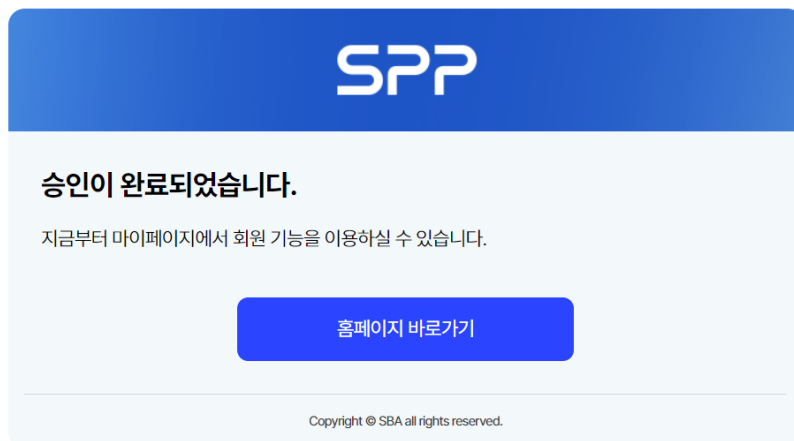 SPP
승인이 완료되었습니다.
지금부터 마이페이지에서 회원 기능을 이용하실 수 있습니다.
홈페이지 바로가기
Copyright © SBA all rights reserved.